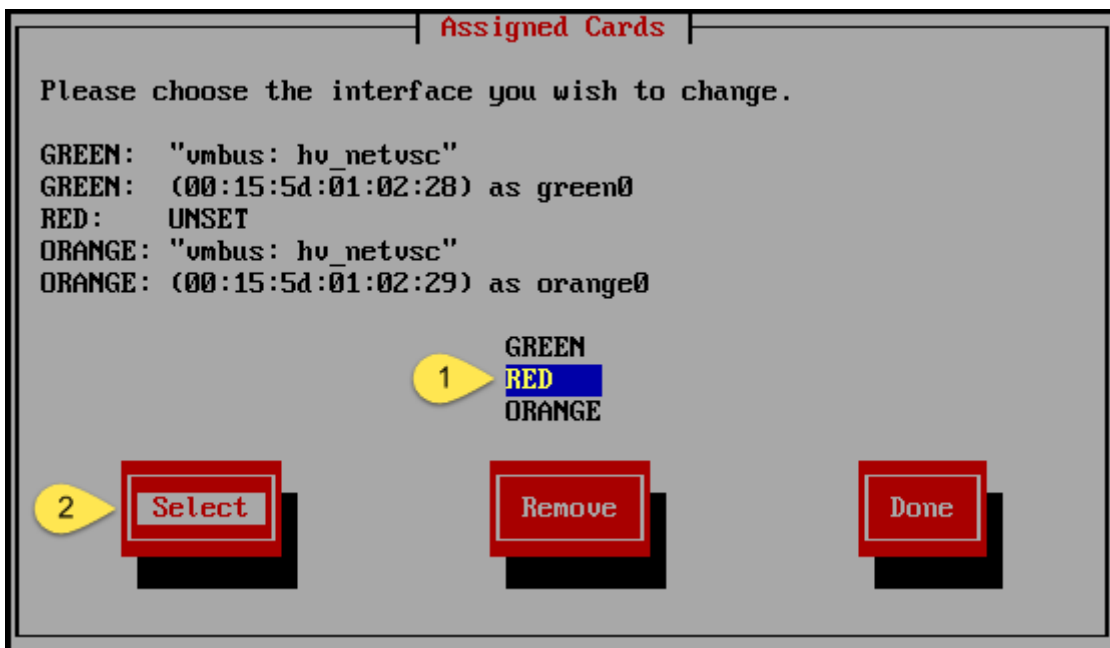 Assigned Cards
Please choose the interface you wish to change.
GREEN: "vmbus: hv_netvsc"
GREEN: (00:15:5d:01:02:28) as green0
RED: UNSET
ORANGE: "vmbus: hv_netvsc"
ORANGE: (00:15:5d:01:02:29) as orange0
GREEN
1 RED
ORANGE
2 Select Remove Done